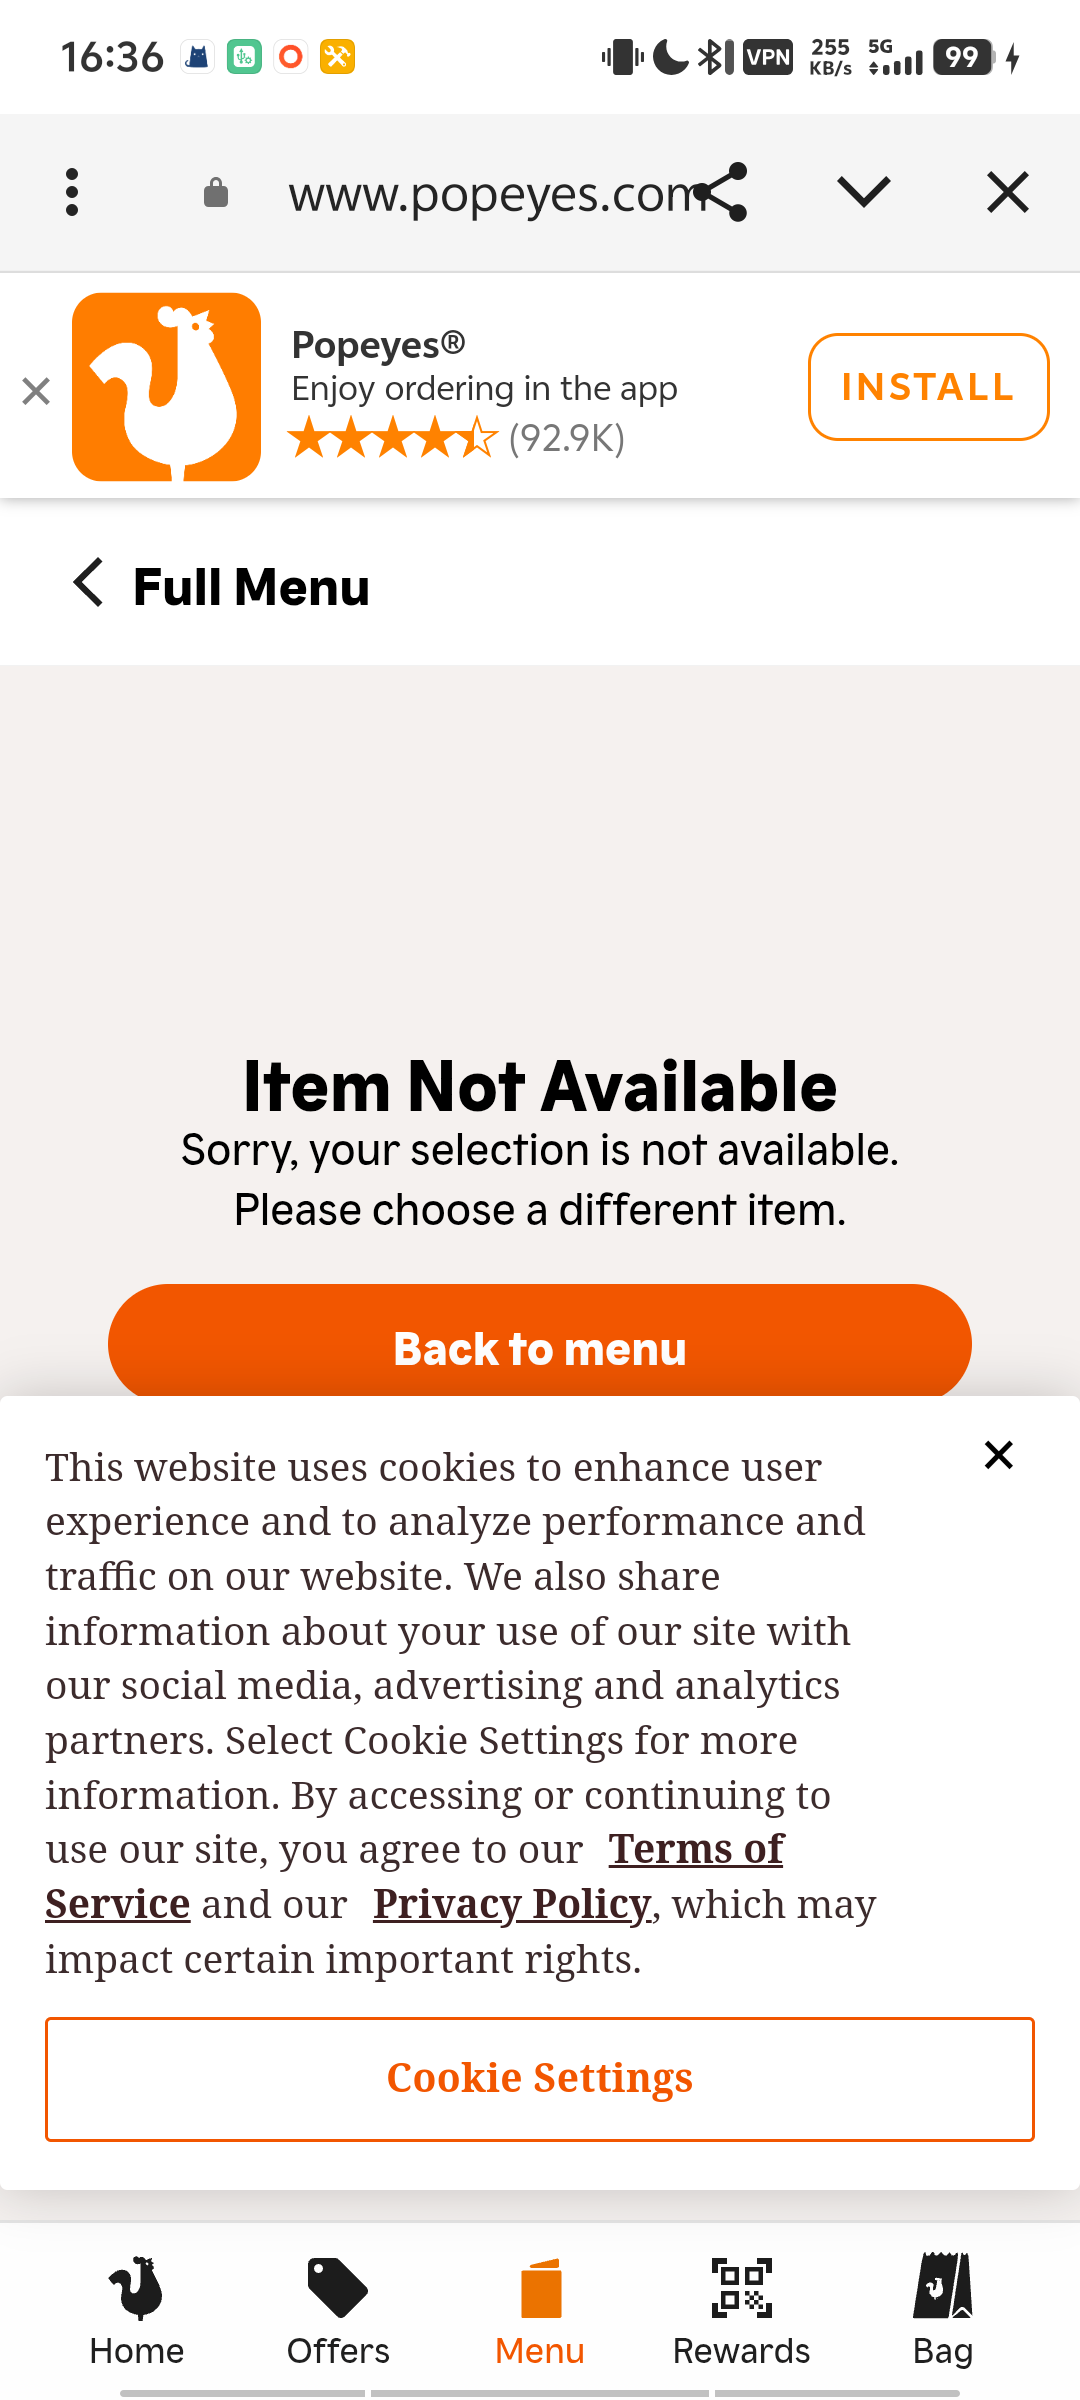 16:36
VPN
255 KB/s
5G
99
www.popeyes.com
Popeyes®
Enjoy ordering in the app
(92.9K)
INSTALL
Full Menu
Item Not Available
Sorry, your selection is not available.
Please choose a different item.
Back to menu
This website uses cookies to enhance user
experience and to analyze performance and
traffic on our website. We also share
information about your use of our site with
our social media, advertising and analytics
partners. Select Cookie Settings for more
information. By accessing or continuing to
use our site, you agree to our Terms of
Service and our Privacy Policy, which may
impact certain important rights.
Cookie Settings
Home
Offers
Menu
Rewards
Bag